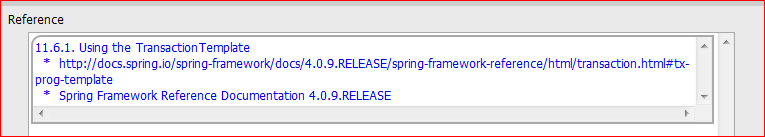 Reference
11.6.1. Using the TransactionTemplate
* http://docs.spring.io/spring-framework/docs/4.0.9.RELEASE/spring-framework-reference/html/transaction.html#tx-
prog-template
* Spring Framework Reference Documentation 4.0.9.RELEASE